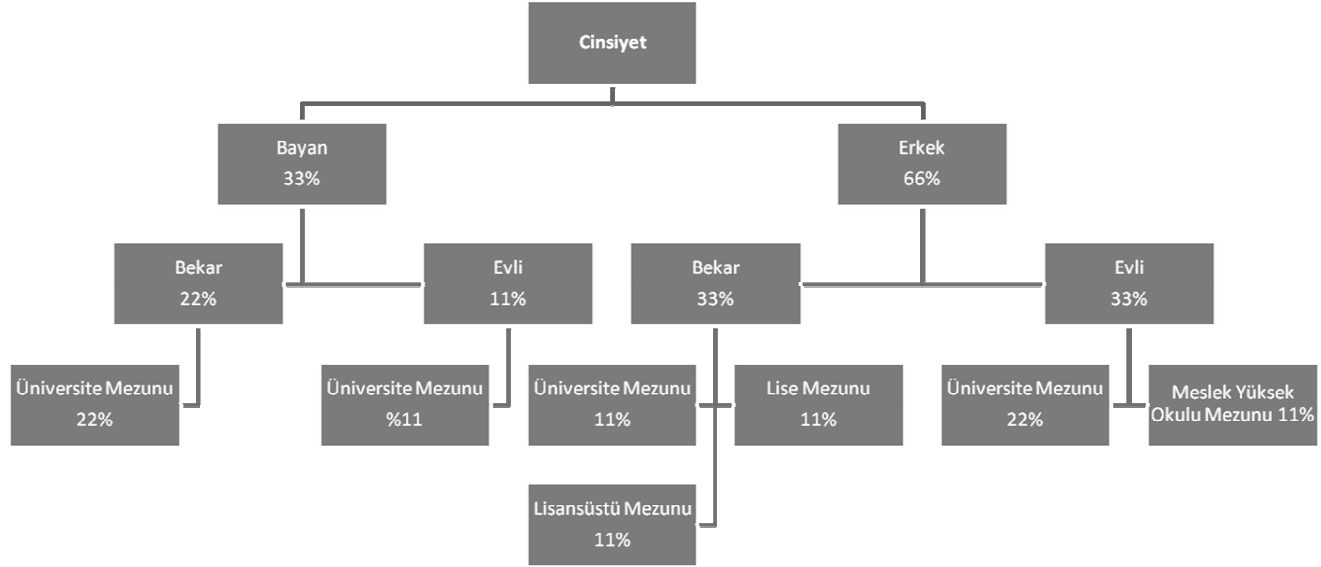 Cinsiyet
Bayan
33%
Erkek
66%
Bekar
22%
Evli
11%
Bekar
33%
Evli
33%
Üniversite Mezunu
22%
Üniversite Mezunu
%11
Üniversite Mezunu
11%
Lise Mezunu
11%
Üniversite Mezunu
22%
Meslek Yüksek
Okulu Mezunu 11%
Lisansüstü Mezunu
11%